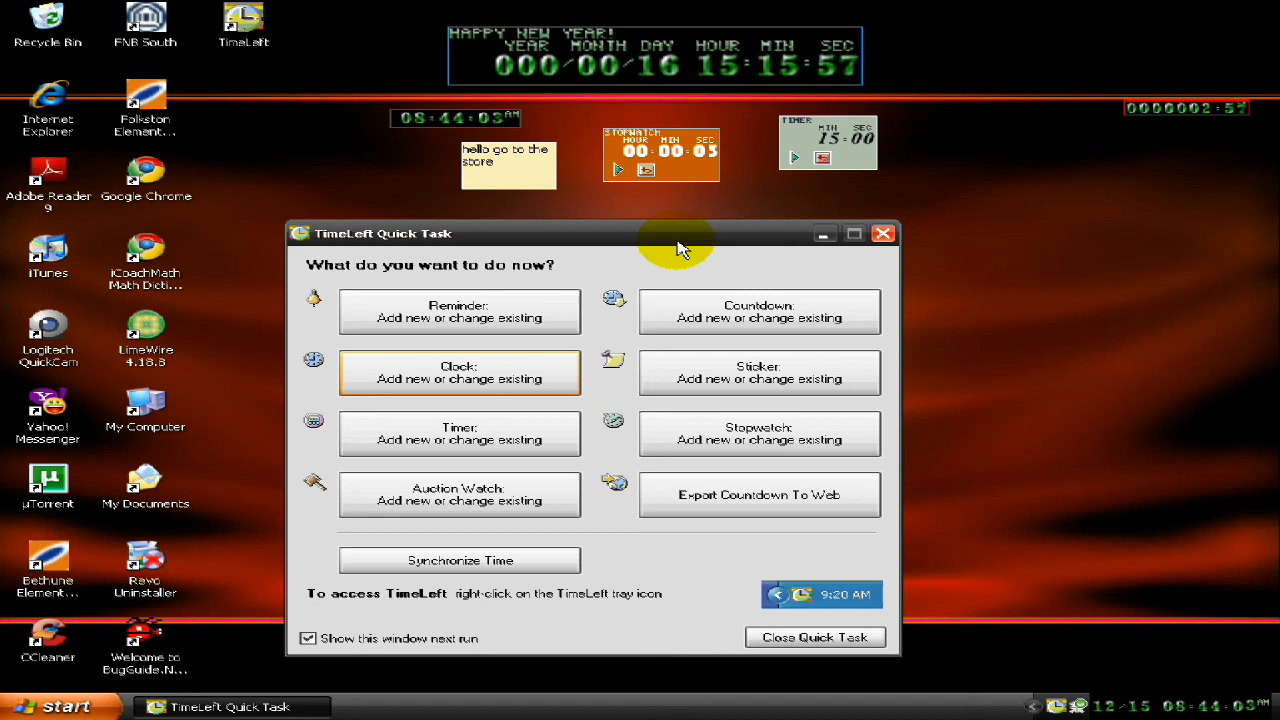 Recycle Bin
FNB South
TimeLeft
HAPPY NEW YEAR!
YEAR MONTH DAY HOUR MIN SEC
000/00/16 15:15:57
Internet
Explorer
Folkston
Element...
08:44:03AM
0000002:57
hello go to the
store
STOPWATCH
HOUR MIN SEC
00:00:03
TIMER
MIN SEC
15:00
Adobe Reader
9
Google Chrome
iTunes
iCoachMath
Math Dicti...
Logitech
QuickCam
LimeWire
4.18.8
Yahoo!
Messenger
My Computer
µTorrent
My Documents
Bethune
Element...
Revo
Uninstaller
CCleaner
Welcome to
BugGuide.N...
TimeLeft Quick Task
What do you want to do now?
Reminder:
Add new or change existing
Countdown:
Add new or change existing
Clock:
Add new or change existing
Sticker:
Add new or change existing
Timer:
Add new or change existing
Stopwatch:
Add new or change existing
Auction Watch:
Add new or change existing
Export Countdown To Web
Synchronize Time
To access TimeLeft right-click on the TimeLeft tray icon
9:20 AM
Show this window next run
Close Quick Task
start
TimeLeft Quick Task
12/15 08:44:03AM